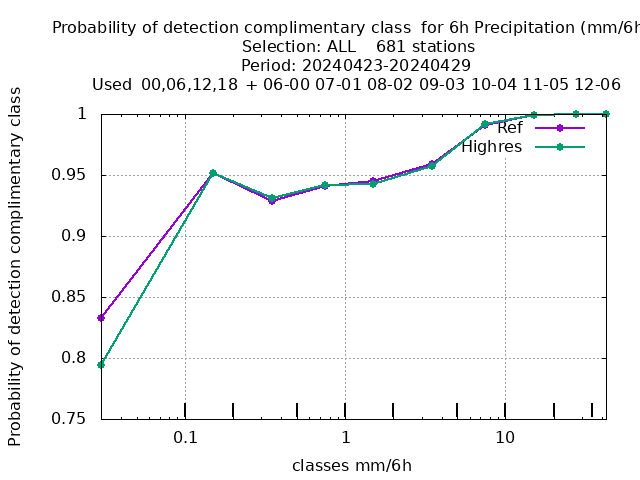 Probability of detection complimentary class  for 6h Precipitation (mm/6h
Selection: ALL    681 stations
Period: 20240423-20240429
Used  00,06,12,18  + 06-00 07-01 08-02 09-03 10-04 11-05 12-06
Probability of detection complimentary class
1
0.95
0.9
0.85
0.8
0.75
Ref
Highres
0.1
1
10
classes mm/6h